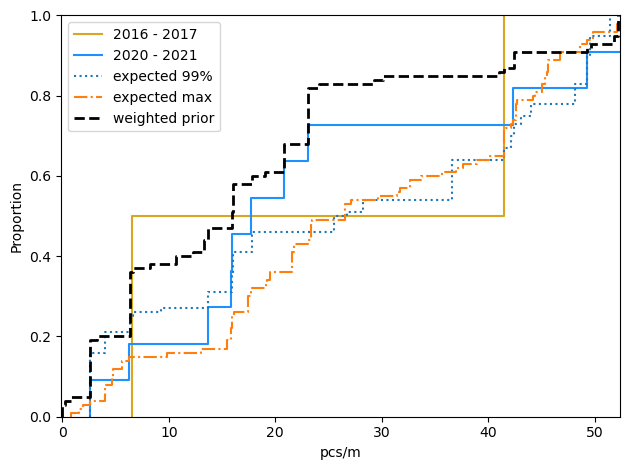 1.0
0.8
0.6
0.4
0.2
0.0
Proportion
2016 - 2017
2020 - 2021
expected 99%
expected max
weighted prior
0 10 20 30 40 50
pcs/m